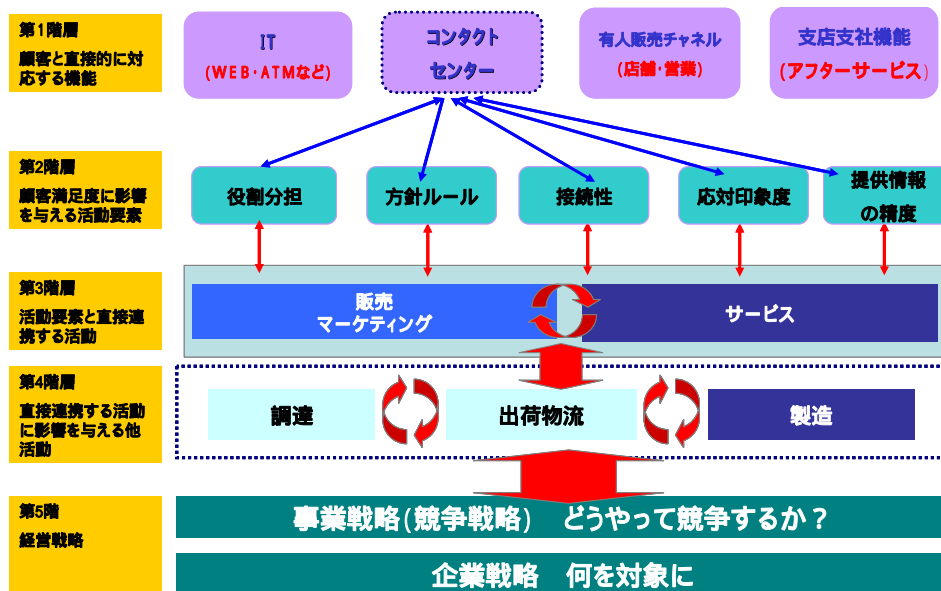 第1階層
顧客と直接的に対
応する機能
IT
(WEB・ATMなど)
コンタクト
センター
有人販売チャネル
(店舗・営業)
支店支社機能
(アフターサービス)
第2階層
顧客満足度に影響
を与える活動要素
役割分担
方針ルール
接続性
応対印象度
提供情報
の精度
第3階層
活動要素と直接連
携する活動
販売
マーケティング
サービス
第4階層
直接連携する活動
に影響を与える他
活動
調達
出荷物流
製造
第5階
経営戦略
事業戦略(競争戦略) どうやって競争するか?
企業戦略 何を対象に